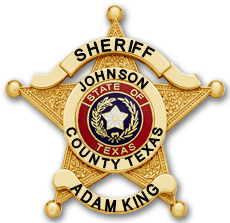 SHERIFF
JOHNSON
STATE OF
TEXAS
COUNTY TEXAS
ADAM KING